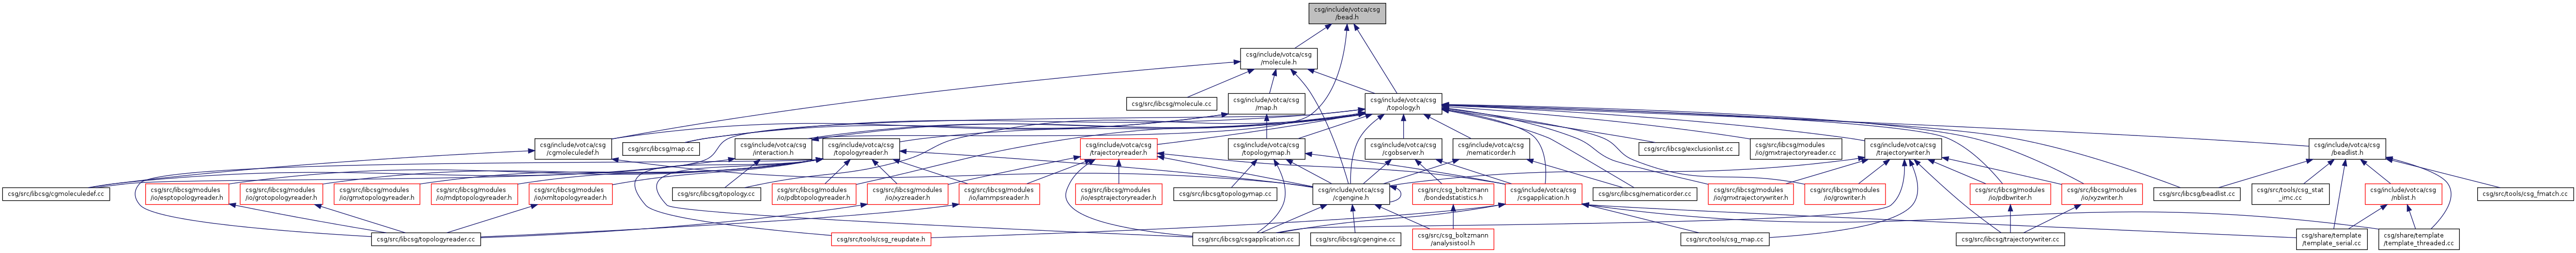 csg/include/votca/csg
/bead.h
csg/include/votca/csg
/molecule.h
csg/src/libcsg/molecule.cc
csg/include/votca/csg
/map.h
csg/include/votca/csg
/topology.h
csg/include/votca/csg
/cgmoleculedef.h
csg/src/libcsg/map.cc
csg/include/votca/csg
/interaction.h
csg/include/votca/csg
/topologyreader.h
csg/include/votca/csg
/trajectoryreader.h
csg/include/votca/csg
/topologymap.h
csg/include/votca/csg
/cgobserver.h
csg/include/votca/csg
/nematicorder.h
csg/src/libcsg/exclusionlist.cc
csg/src/libcsg/modules
/io/gmxtrajectoryreader.cc
csg/include/votca/csg
/trajectorywriter.h
csg/include/votca/csg
/beadlist.h
csg/src/libcsg/cgmoleculedef.cc
csg/src/libcsg/modules
/io/esptopologyreader.h
csg/src/libcsg/modules
/io/grotopologyreader.h
csg/src/libcsg/modules
/io/gmxtopologyreader.h
csg/src/libcsg/modules
/io/mdptopologyreader.h
csg/src/libcsg/modules
/io/xmltopologyreader.h
csg/src/libcsg/topology.cc
csg/src/libcsg/modules
/io/pdbtopologyreader.h
csg/src/libcsg/modules
/io/xyzreader.h
csg/src/libcsg/modules
/io/lammpsreader.h
csg/src/libcsg/modules
/io/esptrajectoryreader.h
csg/src/libcsg/topologymap.cc
csg/include/votca/csg
/cgengine.h
csg/src/csg_boltzmann
/bondedstatistics.h
csg/include/votca/csg
/csgapplication.h
csg/src/libcsg/nematicorder.cc
csg/src/libcsg/modules
/io/gmxtrajectorywriter.h
csg/src/libcsg/modules
/io/growriter.h
csg/src/libcsg/modules
/io/pdbwriter.h
csg/src/libcsg/modules
/io/xyzwriter.h
csg/src/libcsg/beadlist.cc
csg/src/tools/csg_stat
_imc.cc
csg/include/votca/csg
/nblist.h
csg/src/tools/csg_fmatch.cc
csg/src/libcsg/topologyreader.cc
csg/src/tools/csg_reupdate.h
csg/src/libcsg/csgapplication.cc
csg/src/libcsg/cgengine.cc
csg/src/csg_boltzmann
/analysistool.h
csg/src/tools/csg_map.cc
csg/src/libcsg/trajectorywriter.cc
csg/share/template
/template_serial.cc
csg/share/template
/template_threaded.cc